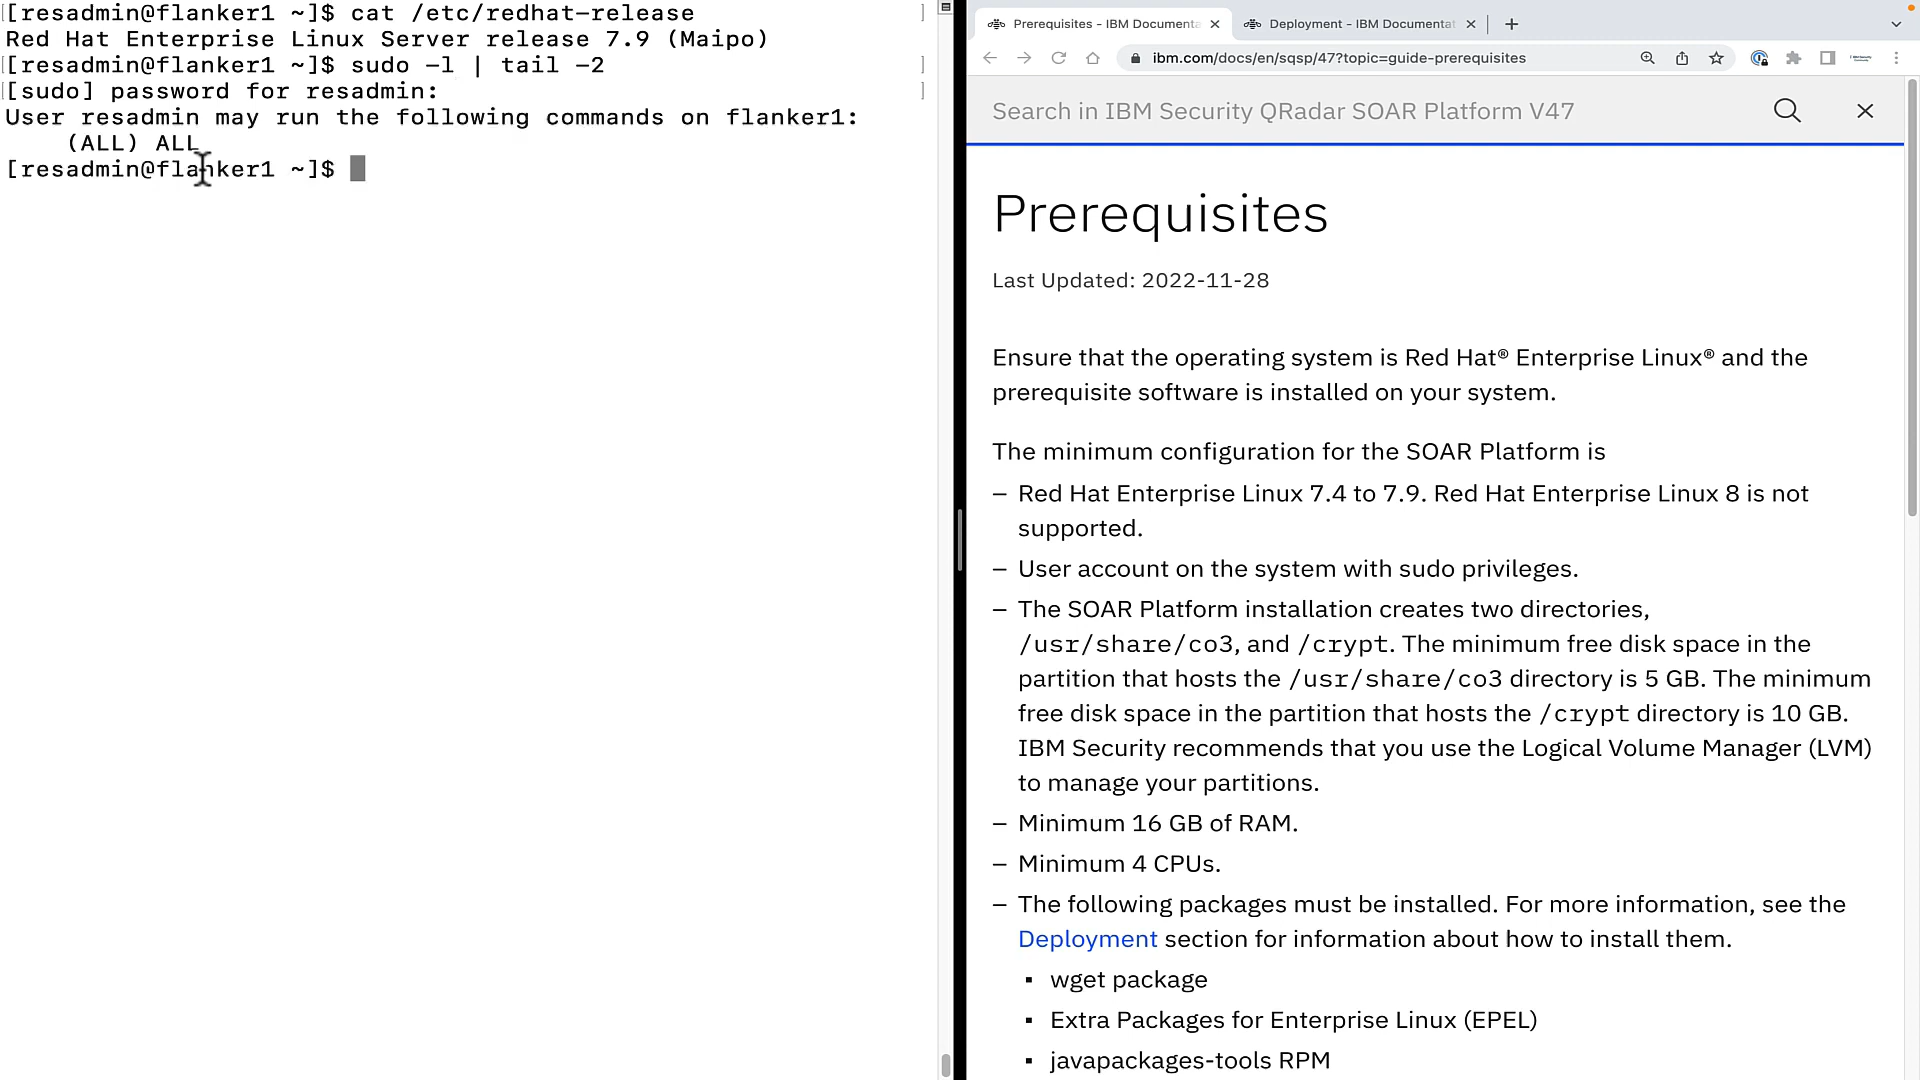 [resadmin@flanker1 ~]$ cat /etc/redhat-release
Red Hat Enterprise Linux Server release 7.9 (Maipo)
[resadmin@flanker1 ~]$ sudo -l | tail -2
[sudo] password for resadmin:
User resadmin may run the following commands on flanker1:
(ALL) ALL
[resadmin@flanker1 ~]$
Prerequisites - IBM Documenta
Deployment - IBM Documentat
ibm.com/docs/en/sqsp/47?topic=guide-prerequisites
Search in IBM Security QRadar SOAR Platform V47
Prerequisites
Last Updated: 2022-11-28
Ensure that the operating system is Red Hat® Enterprise Linux® and the
prerequisite software is installed on your system.
The minimum configuration for the SOAR Platform is
– Red Hat Enterprise Linux 7.4 to 7.9. Red Hat Enterprise Linux 8 is not
supported.
– User account on the system with sudo privileges.
– The SOAR Platform installation creates two directories,
/usr/share/co3, and /crypt. The minimum free disk space in the
partition that hosts the /usr/share/co3 directory is 5 GB. The minimum
free disk space in the partition that hosts the /crypt directory is 10 GB.
IBM Security recommends that you use the Logical Volume Manager (LVM)
to manage your partitions.
– Minimum 16 GB of RAM.
– Minimum 4 CPUs.
– The following packages must be installed. For more information, see the
Deployment section for information about how to install them.
▪ wget package
▪ Extra Packages for Enterprise Linux (EPEL)
▪ javapackages-tools RPM